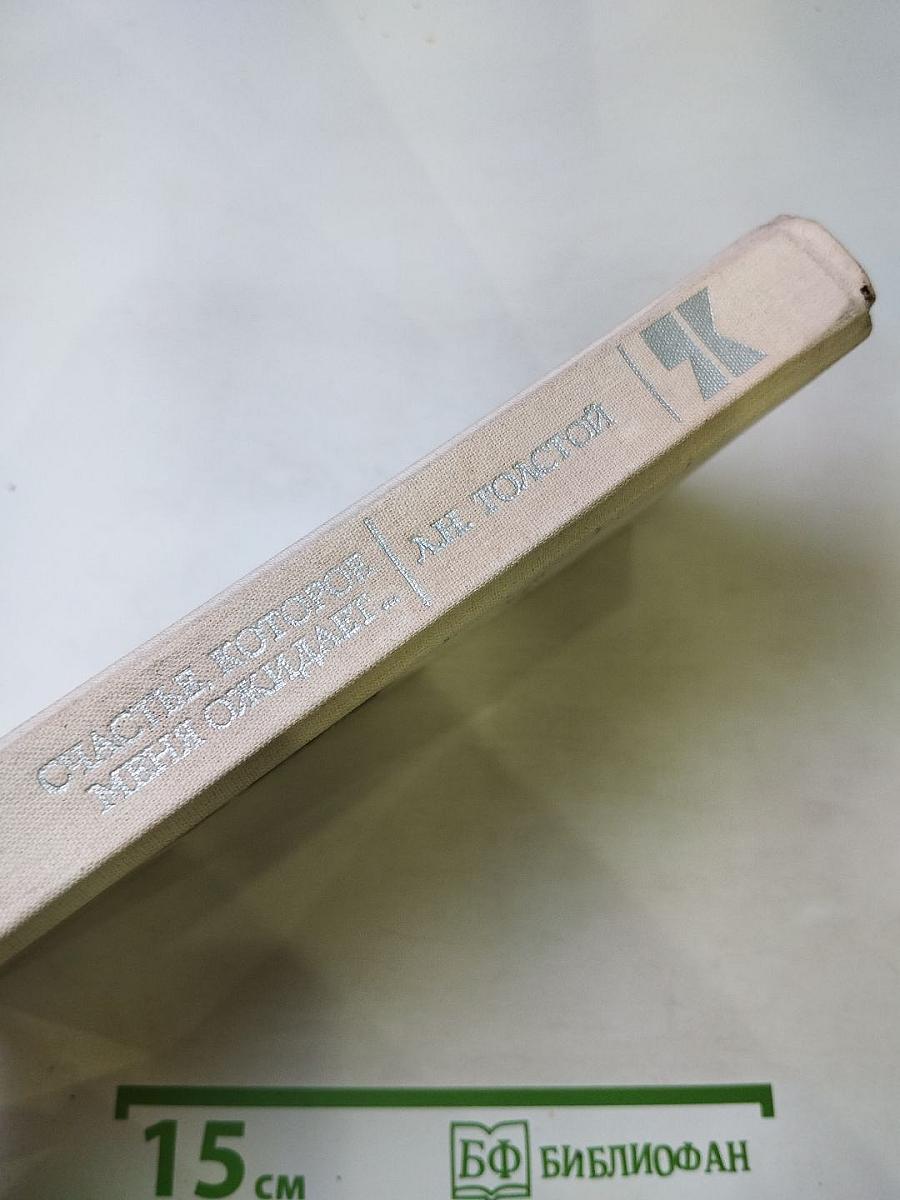 СЧАСТЬЕ, КОТОРОЕ
МЕНЯ ОЖИДАЕТ...
Л.Н. ТОЛСТОЙ
15 см
БФ БИБЛИОФАН